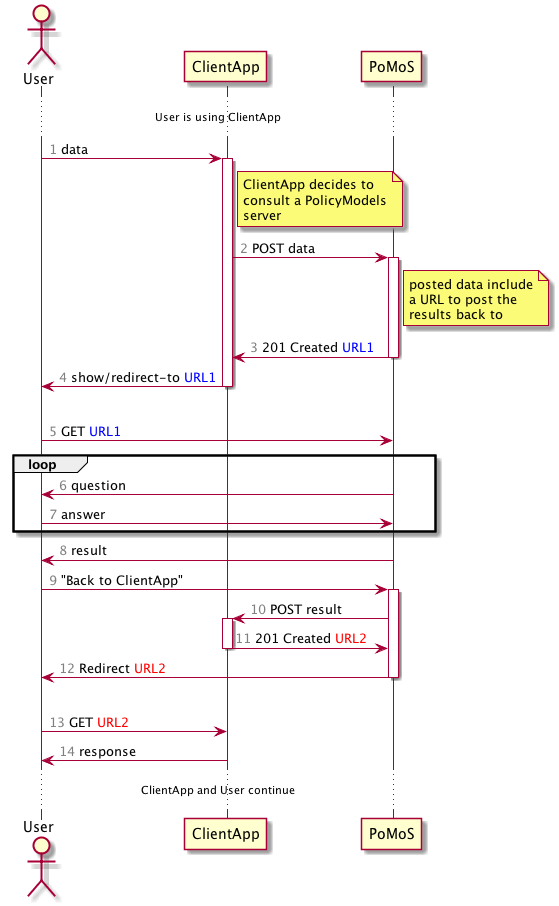 User
ClientApp
PoMoS
User is using ClientApp
1 data
ClientApp decides to
consult a PolicyModels
server
2 POST data
posted data include
a URL to post the
results back to
3 201 Created URL1
4 show/redirect-to URL1
5 GET URL1
loop
6 question
7 answer
8 result
9 "Back to ClientApp"
10 POST result
11 201 Created URL2
12 Redirect URL2
13 GET URL2
14 response
ClientApp and User continue
User
ClientApp
PoMoS